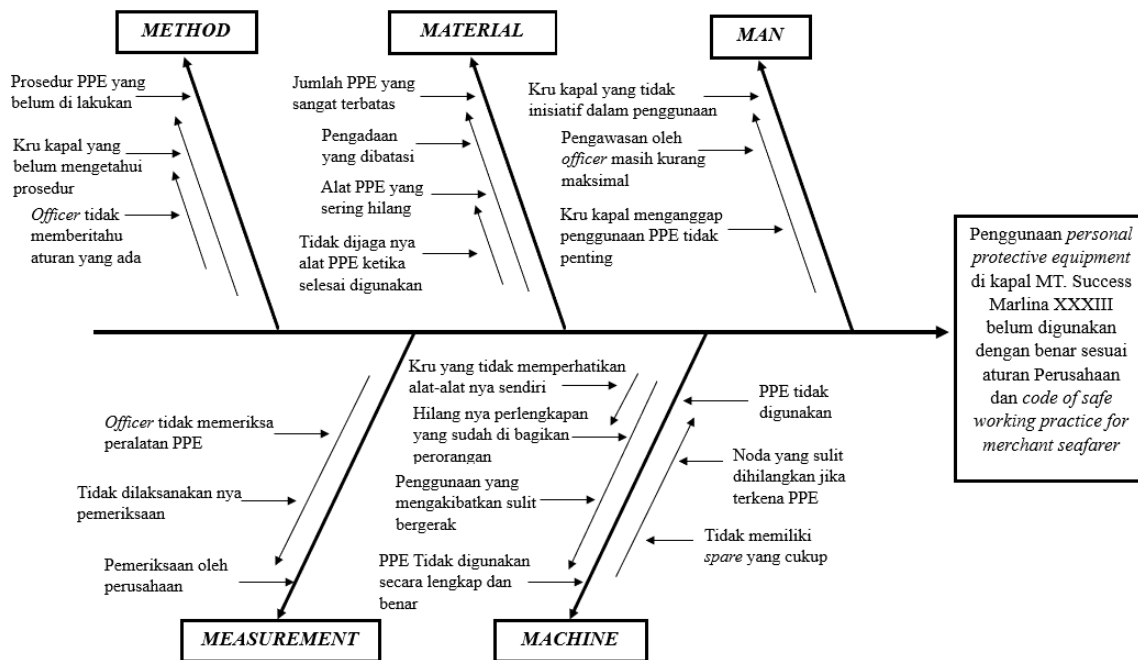 METHOD
MATERIAL
MAN
Prosedur PPE yang
belum di lakukan
Kru kapal yang
belum mengetahui
prosedur
Officer tidak
memberitahu
aturan yang ada
Jumlah PPE yang
sangat terbatas
Pengadaan
yang dibatasi
Alat PPE yang
sering hilang
Tidak dijaga nya
alat PPE ketika
selesai digunakan
Kru kapal yang tidak
inisiatif dalam penggunaan
Pengawasan oleh
officer masih kurang
maksimal
Kru kapal menganggap
penggunaan PPE tidak
penting
Penggunaan personal
protective equipment
di kapal MT. Success
Marlina XXXIII
belum digunakan
dengan benar sesuai
aturan Perusahaan
dan code of safe
working practice for
merchant seafarer
Officer tidak memeriksa
peralatan PPE
Tidak dilaksanakan nya
pemeriksaan
Pemeriksaan oleh
perusahaan
Kru yang tidak memperhatikan
alat-alat nya sendiri
Hilang nya perlengkapan
yang sudah di bagikan
perorangan
Penggunaan yang
mengakibatkan sulit
bergerak
PPE Tidak digunakan
secara lengkap dan
benar
PPE tidak
digunakan
Noda yang sulit
dihilangkan jika
terkena PPE
Tidak memiliki
spare yang cukup
MEASUREMENT
MACHINE